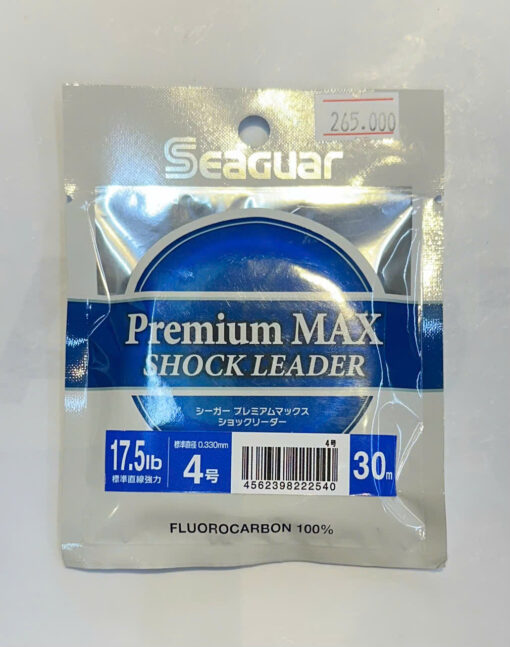 265.000
SEAGUAR
Premium MAX
SHOCK LEADER
シーガー プレミアムマックス
ショックリーダー
17.5lb
標準直線強力
標準直径 0.330mm
4号
4号
4562398222540
30m
FLUOROCARBON 100%